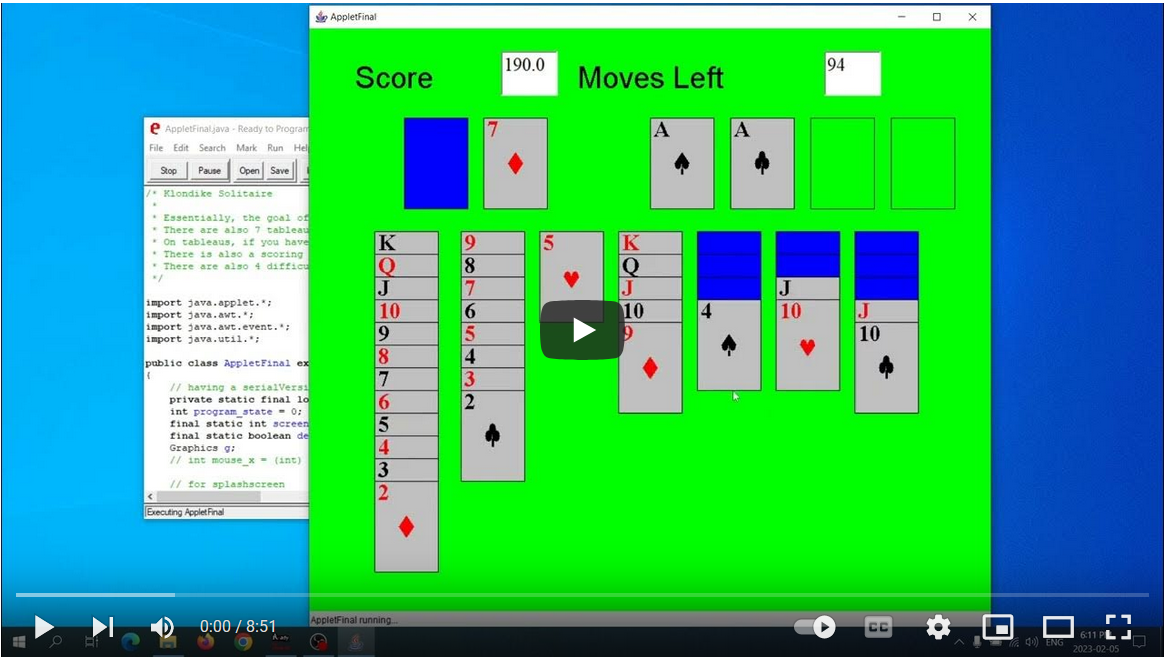 AppletFinal
Score 190.0 Moves Left 94
AppletFinal.java - Ready to Program
File Edit Search Mark Run Help
Stop Pause Open Save
7 A A
/* Klondike Solitaire
*
* Essentially, the goal of
* There are also 7 tableau
* On tableaus, if you have
* There is also a scoring
* There are also 4 difficu
*/
import java.applet.*;
import java.awt.*;
import java.awt.event.*;
import java.util.*;
public class AppletFinal ex
{
// having a serialVersi
private static final lo
int program_state = 0;
final static int screen
final static boolean de
Graphics g;
// int mouse_x = (int)
// for splashscreen
Executing AppletFinal
K 9 5 K
Q 8 Q
J 7 J J
10 6 10 4 10 J
9 5 9 10
8 4
7 3
6 2
5
4
3
2
AppletFinal running...
0:00 / 8:51
CC
ENG
2023-02-05